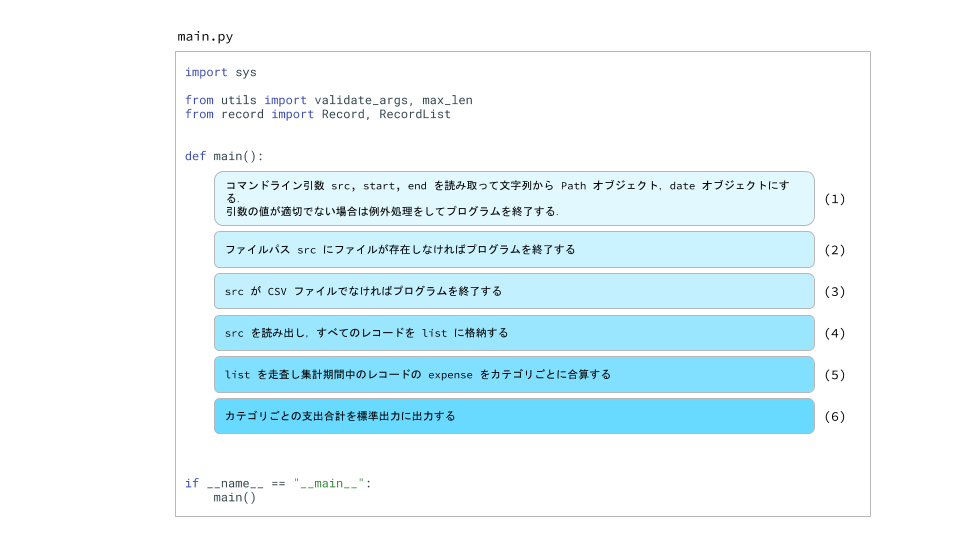 main.py
import sys
from utils import validate_args, max_len
from record import Record, RecordList
def main():
コマンドライン引数 src, start, end を読み取って文字列から Path オブジェクト, date オブジェクトにす
る.
引数の値が適切でない場合は例外処理をしてプログラムを終了する.
(1)
ファイルパス src にファイルが存在しなければプログラムを終了する
(2)
src が CSV ファイルでなければプログラムを終了する
(3)
src を読み出し, すべてのレコードを list に格納する
(4)
list を走査し集計期間中のレコードの expense をカテゴリごとに合算する
(5)
カテゴリごとの支出合計を標準出力に出力する
(6)
if __name__ == "__main__":
main()